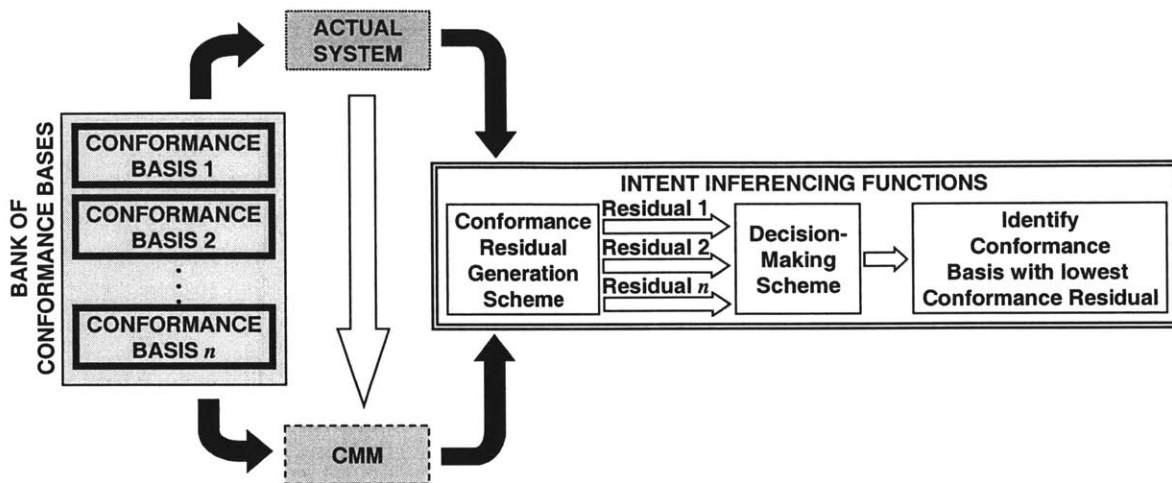 ACTUAL
SYSTEM
BANK OF
CONFORMANCE BASES
CONFORMANCE
BASIS 1
CONFORMANCE
BASIS 2
CONFORMANCE
BASIS n
CMM
INTENT INFERENCING FUNCTIONS
Conformance
Residual
Generation
Scheme
Residual 1
Residual 2
Residual n
Decision-
Making
Scheme
Identify
Conformance
Basis with lowest
Conformance Residual